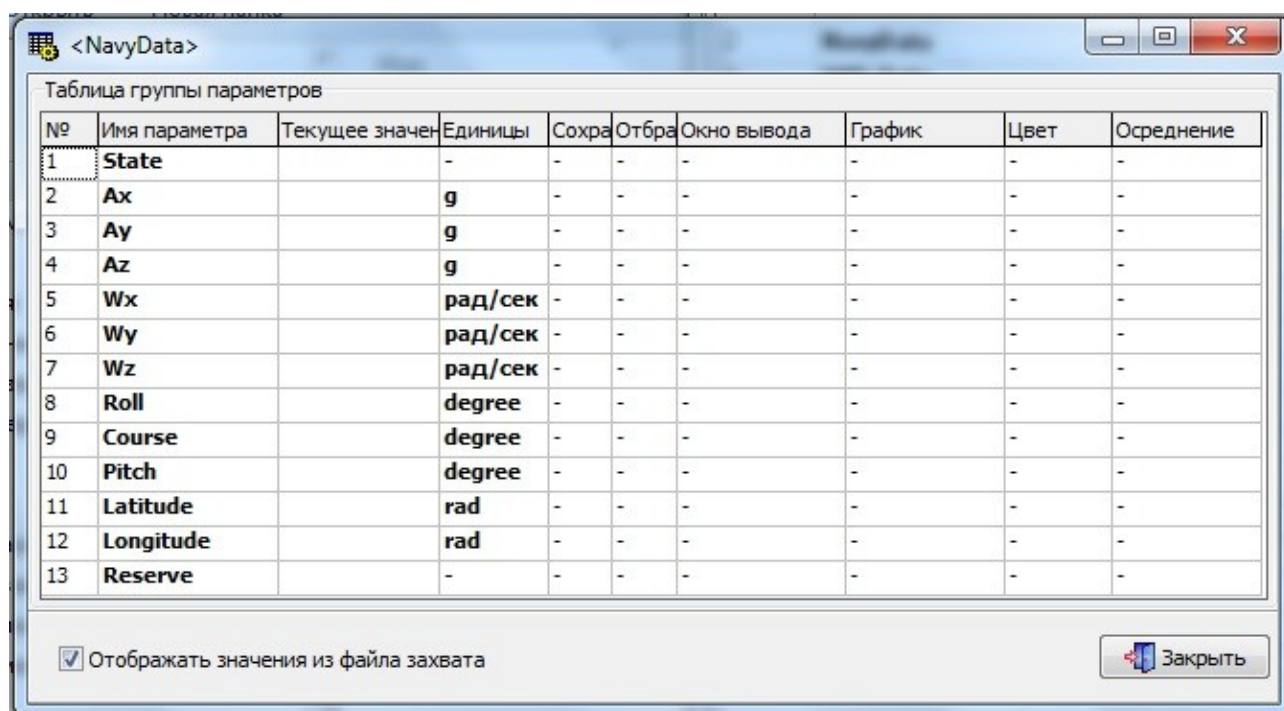 <NavyData>
Таблица группы параметров
№ Имя параметра Текущее значен Единицы Сохра Отбра Окно вывода График Цвет Осреднение
1 State - - - - - - -
2 Ax g - - - - - -
3 Ay g - - - - - -
4 Az g - - - - - -
5 Wx рад/сек - - - - - -
6 Wy рад/сек - - - - - -
7 Wz рад/сек - - - - - -
8 Roll degree - - - - - -
9 Course degree - - - - - -
10 Pitch degree - - - - - -
11 Latitude rad - - - - - -
12 Longitude rad - - - - - -
13 Reserve - - - - - - -
Отображать значения из файла захвата
Закрыть